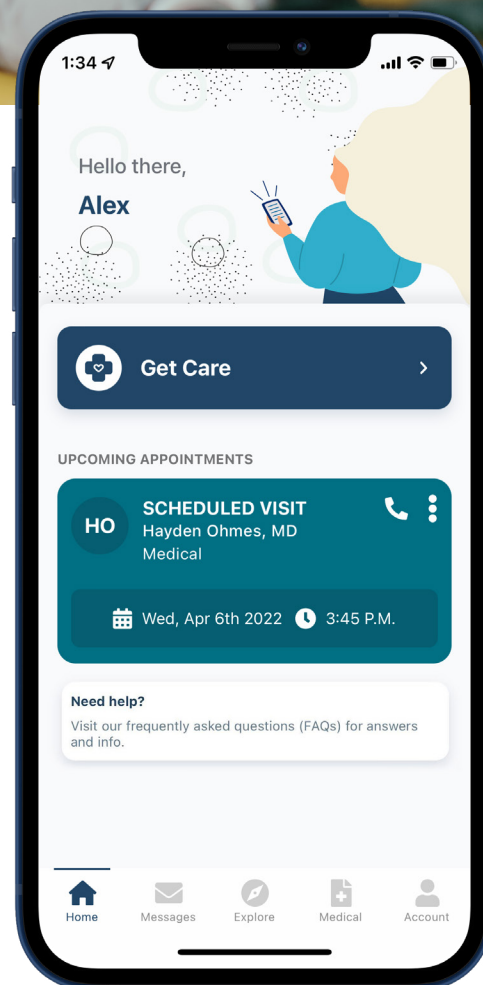 1:34
Hello there,
Alex
Get Care
UPCOMING APPOINTMENTS
HO
SCHEDULED VISIT
Hayden Ohmes, MD
Medical
Wed, Apr 6th 2022 3:45 P.M.
Need help?
Visit our frequently asked questions (FAQs) for answers
and info.
Home Messages Explore Medical Account